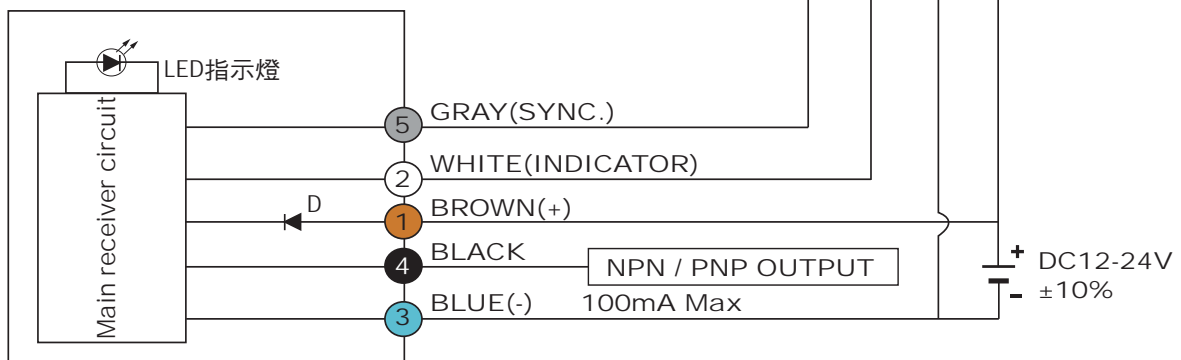 LED指示燈
Main receiver circuit
5 GRAY(SYNC.)
2 WHITE(INDICATOR)
D
1 BROWN(+)
4 BLACK
NPN / PNP OUTPUT
3 BLUE(-) 100mA Max
+ DC12-24V
- ±10%